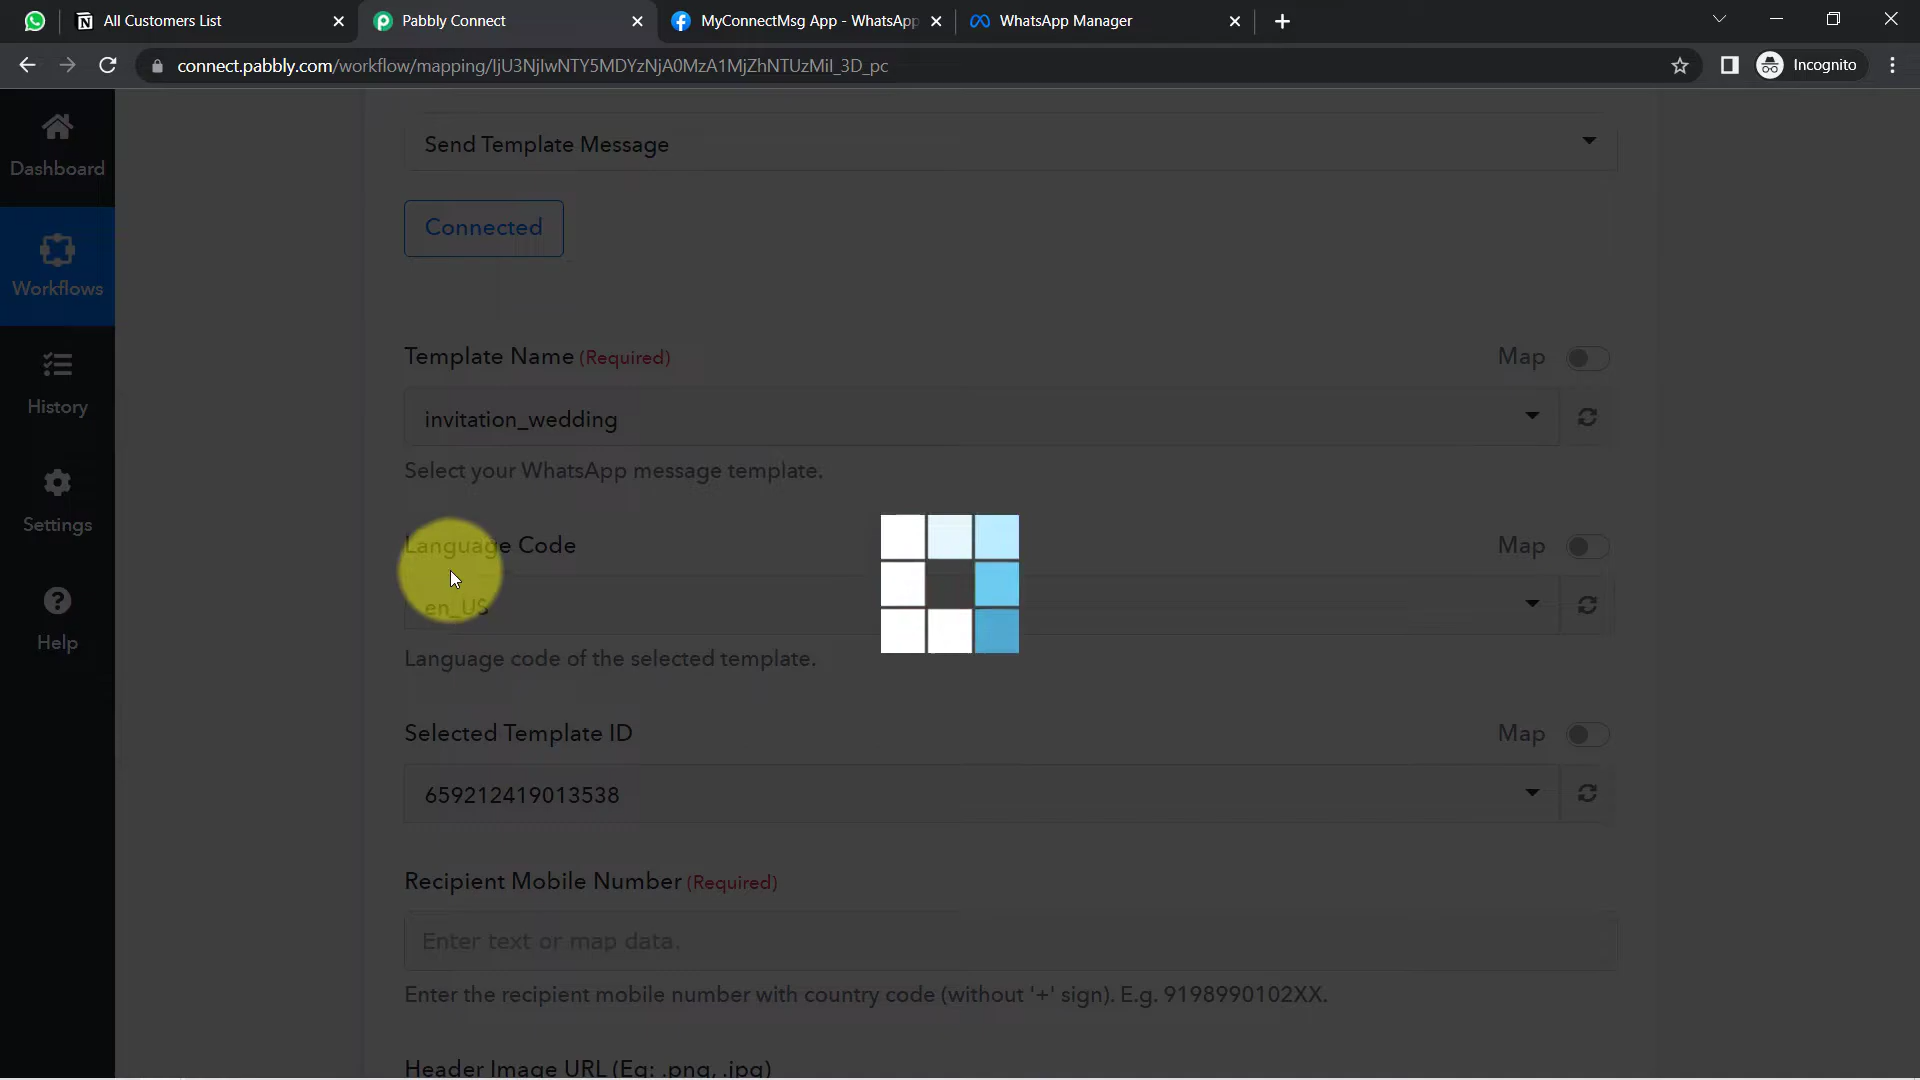 All Customers List
Pabbly Connect
MyConnectMsg App - WhatsApp
WhatsApp Manager
connect.pabbly.com/workflow/mapping/IjU3NjIwNTY5MDYzNjA0MzA1MjZhNTUzMiI_3D_pc
Incognito
Dashboard
Workflows
History
Settings
Help
Send Template Message
Connected
Template Name (Required)
Map
invitation_wedding
Select your WhatsApp message template.
Language Code
Map
en_US
Language code of the selected template.
Selected Template ID
Map
659212419013538
Recipient Mobile Number (Required)
Enter text or map data.
Enter the recipient mobile number with country code (without '+' sign). E.g. 9198990102XX.
Header Image URL (Eg: .png, .jpg)